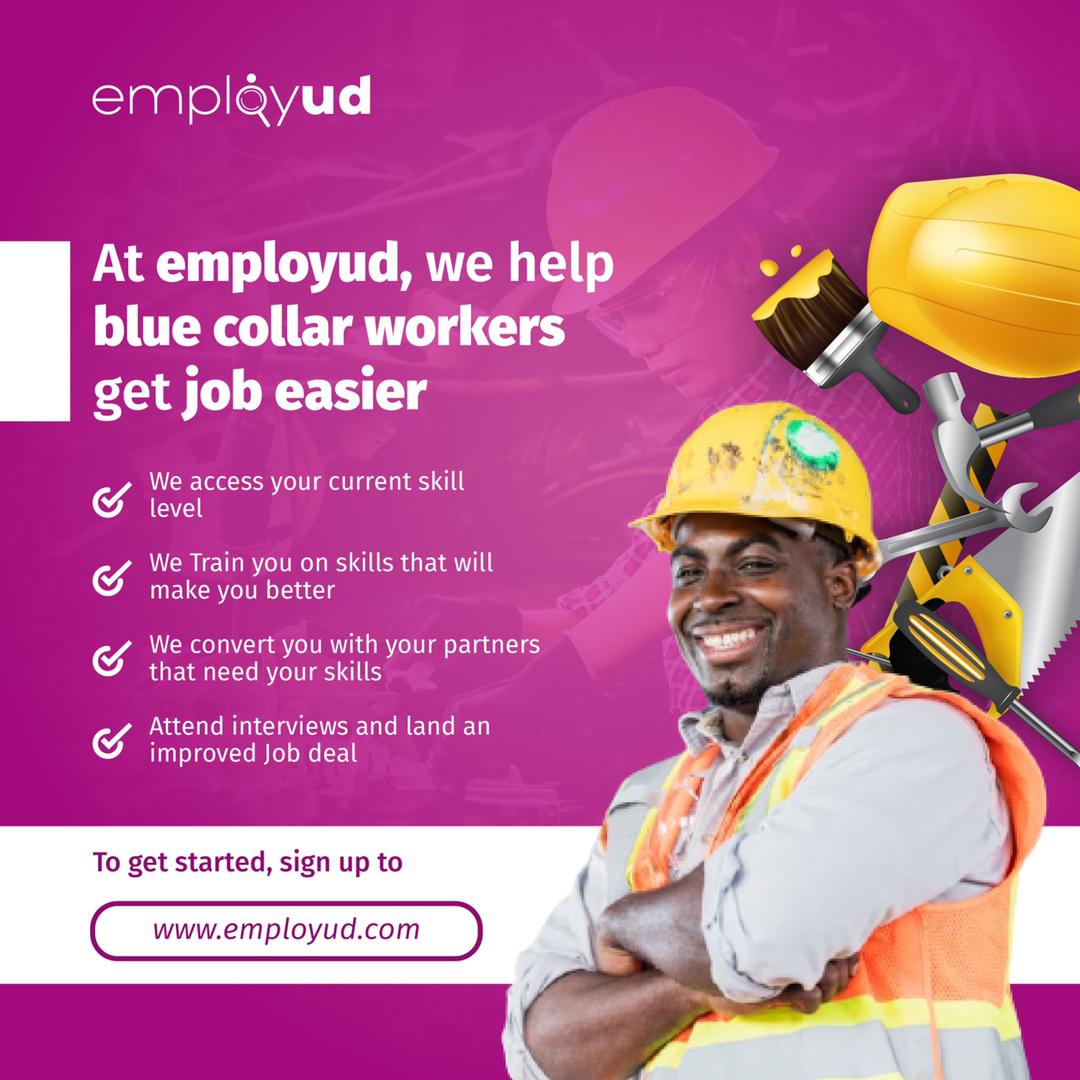 employud
At employud, we help
blue collar workers
get job easier
We access your current skill
level
We Train you on skills that will
make you better
We convert you with your partners
that need your skills
Attend interviews and land an
improved Job deal
To get started, sign up to
www.employud.com